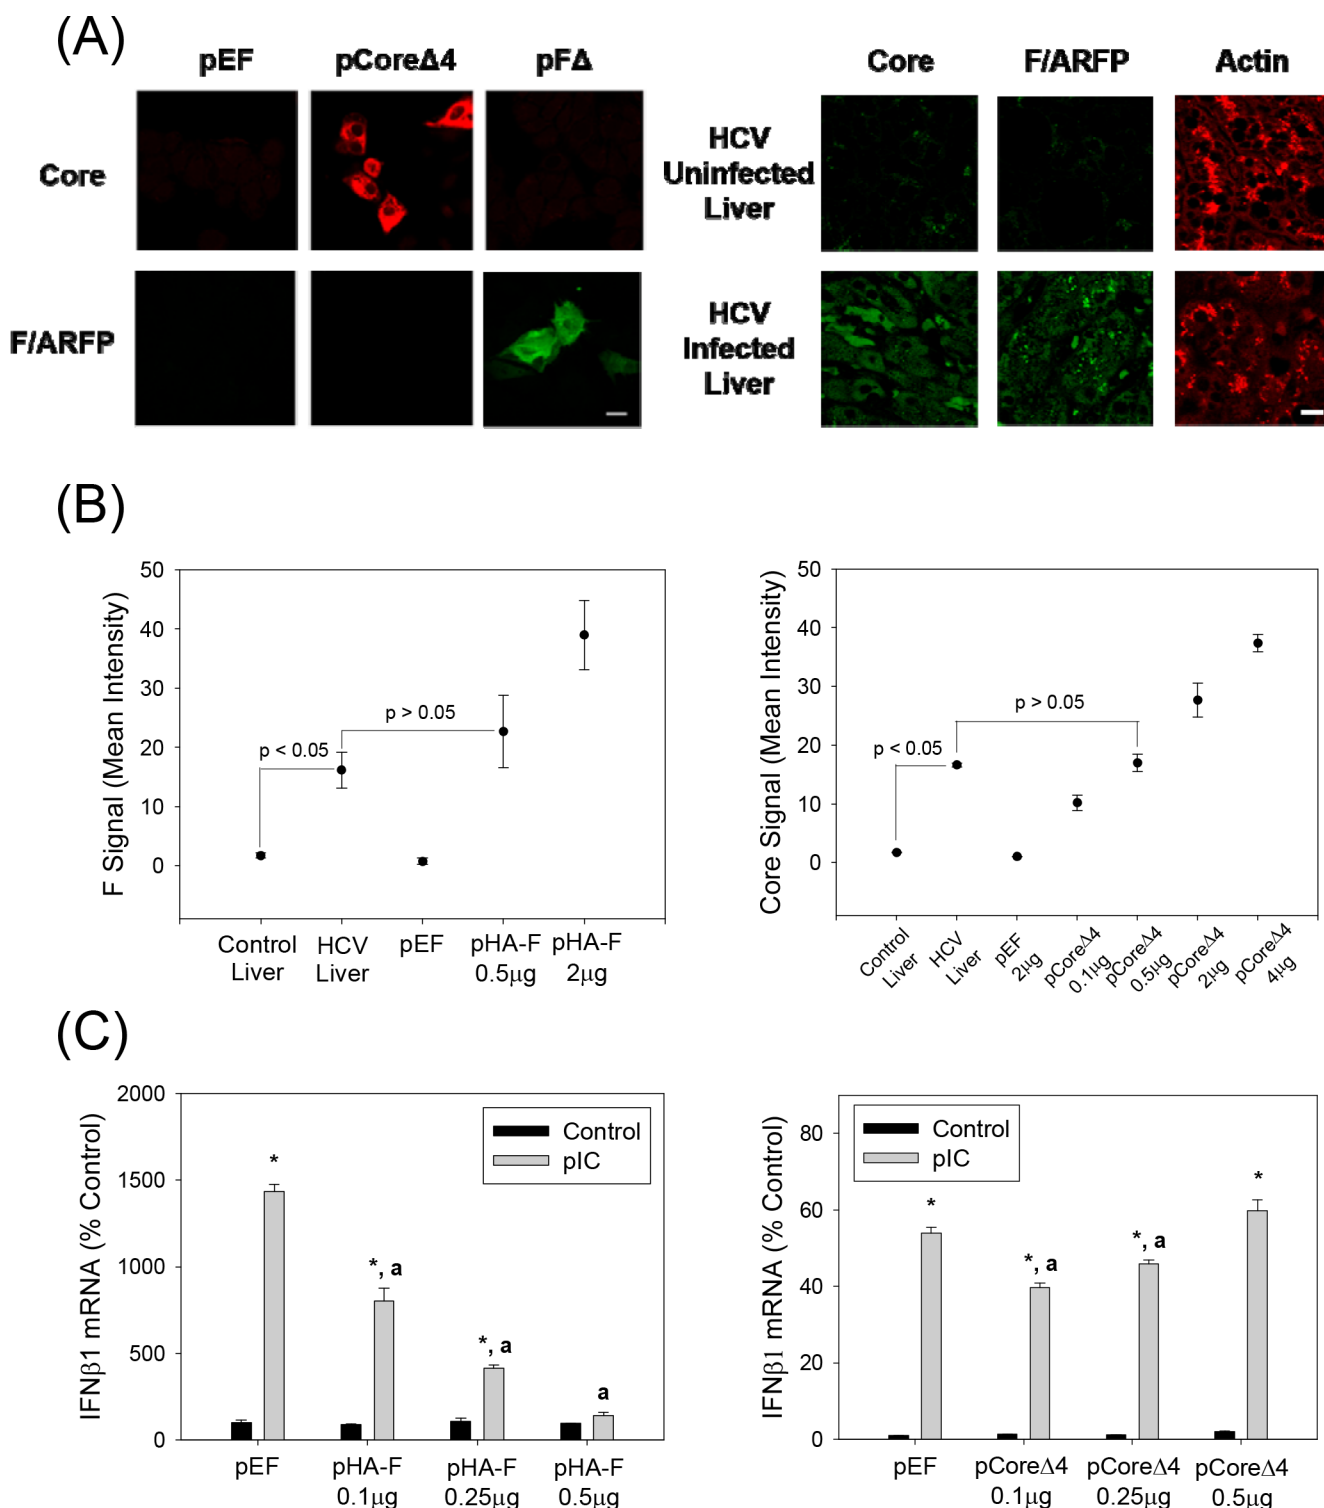 (A)
pEF pCoreΔ4 pFΔ
Core
F/ARFP
Core F/ARFP Actin
HCV
Uninfected
Liver
HCV
Infected
Liver
(B)
F Signal (Mean Intensity)
50
40
30
20
10
0
p < 0.05
p > 0.05
Control
Liver
HCV
Liver
pEF
pHA-F
0.5μg
pHA-F
2μg
Core Signal (Mean Intensity)
50
40
30
20
10
0
p < 0.05
p > 0.05
Control
Liver
HCV
Liver
pEF
2μg
pCoreΔ4
0.1μg
pCoreΔ4
0.5μg
pCoreΔ4
2μg
pCoreΔ4
4μg
(C)
IFNβ1 mRNA (% Control)
2000
1500
1000
500
0
Control
pIC
*
*, a
*, a
a
pEF
pHA-F
0.1μg
pHA-F
0.25μg
pHA-F
0.5μg
IFNβ1 mRNA (% Control)
80
60
40
20
0
Control
pIC
*
*, a
*, a
*
pEF
pCoreΔ4
0.1μg
pCoreΔ4
0.25μg
pCoreΔ4
0.5μg